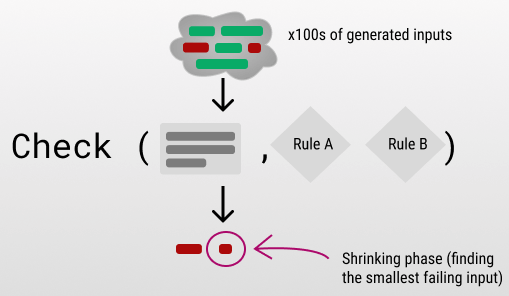 x100s of generated inputs
Check ( , Rule A Rule B )
Shrinking phase (finding
the smallest failing input)